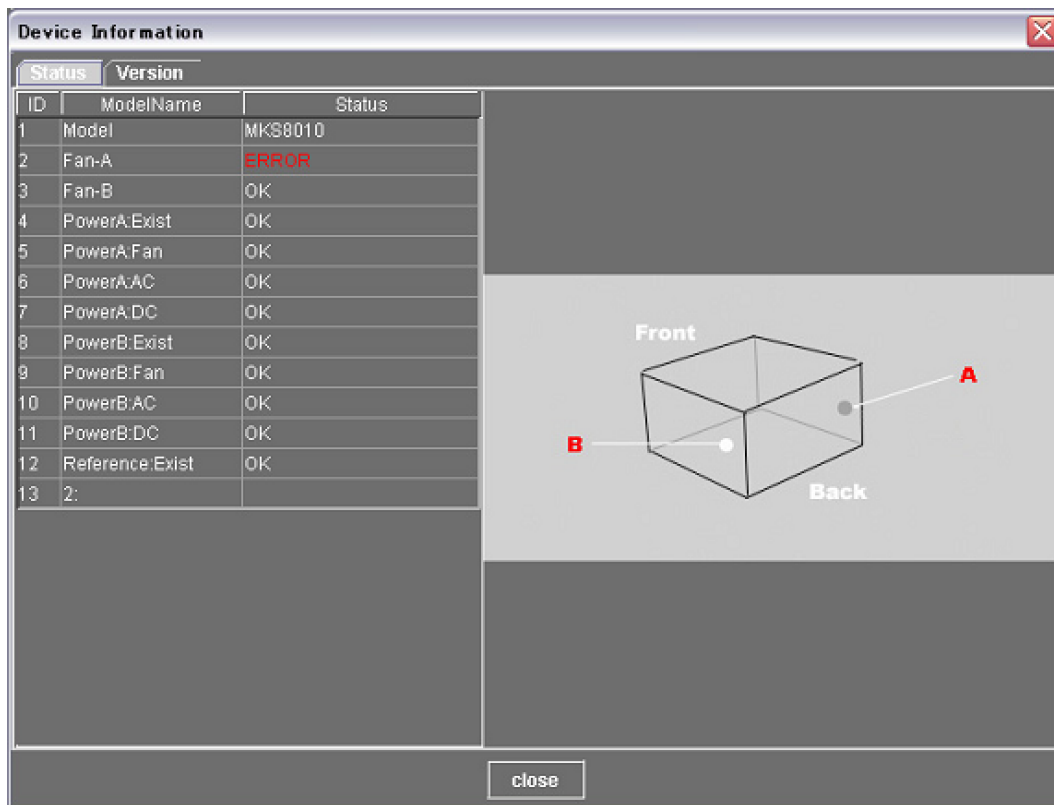 Device Information
Status Version
ID ModelName Status
1 Model MKS8010
2 Fan-A ERROR
3 Fan-B OK
4 PowerA:Exist OK
5 PowerA:Fan OK
6 PowerA:AC OK
7 PowerA:DC OK
8 PowerB:Exist OK
9 PowerB:Fan OK
10 PowerB:AC OK
11 PowerB:DC OK
12 Reference:Exist OK
13 2:
Front
A
B
Back
close